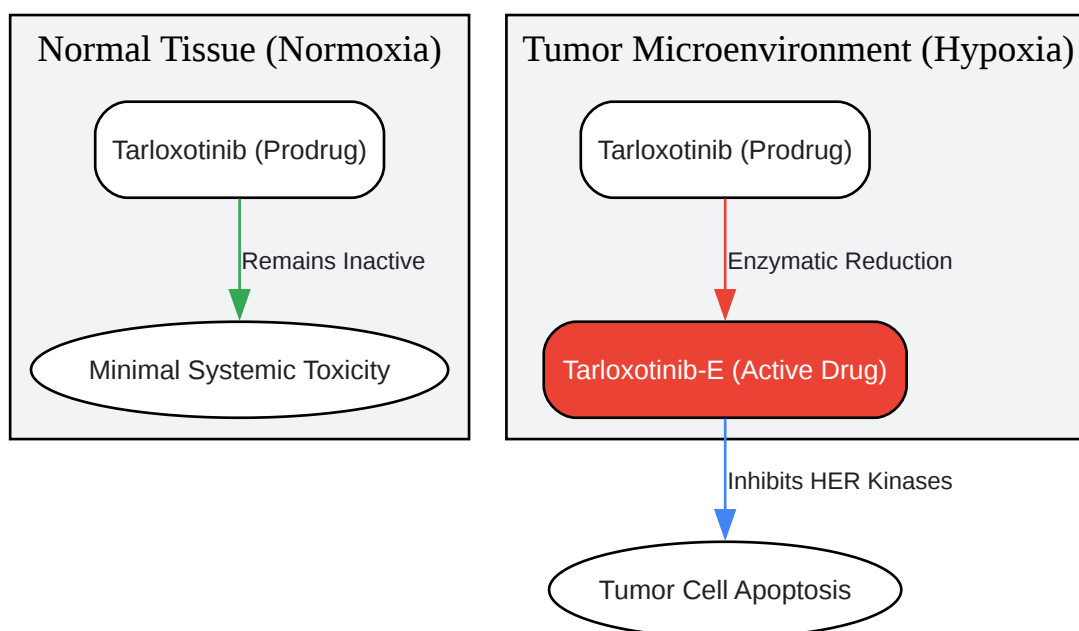 Normal Tissue (Normoxia)
Tarloxotinib (Prodrug)
Remains Inactive
Minimal Systemic Toxicity
Tumor Microenvironment (Hypoxia)
Tarloxotinib (Prodrug)
Enzymatic Reduction
Tarloxotinib-E (Active Drug)
Inhibits HER Kinases
Tumor Cell Apoptosis